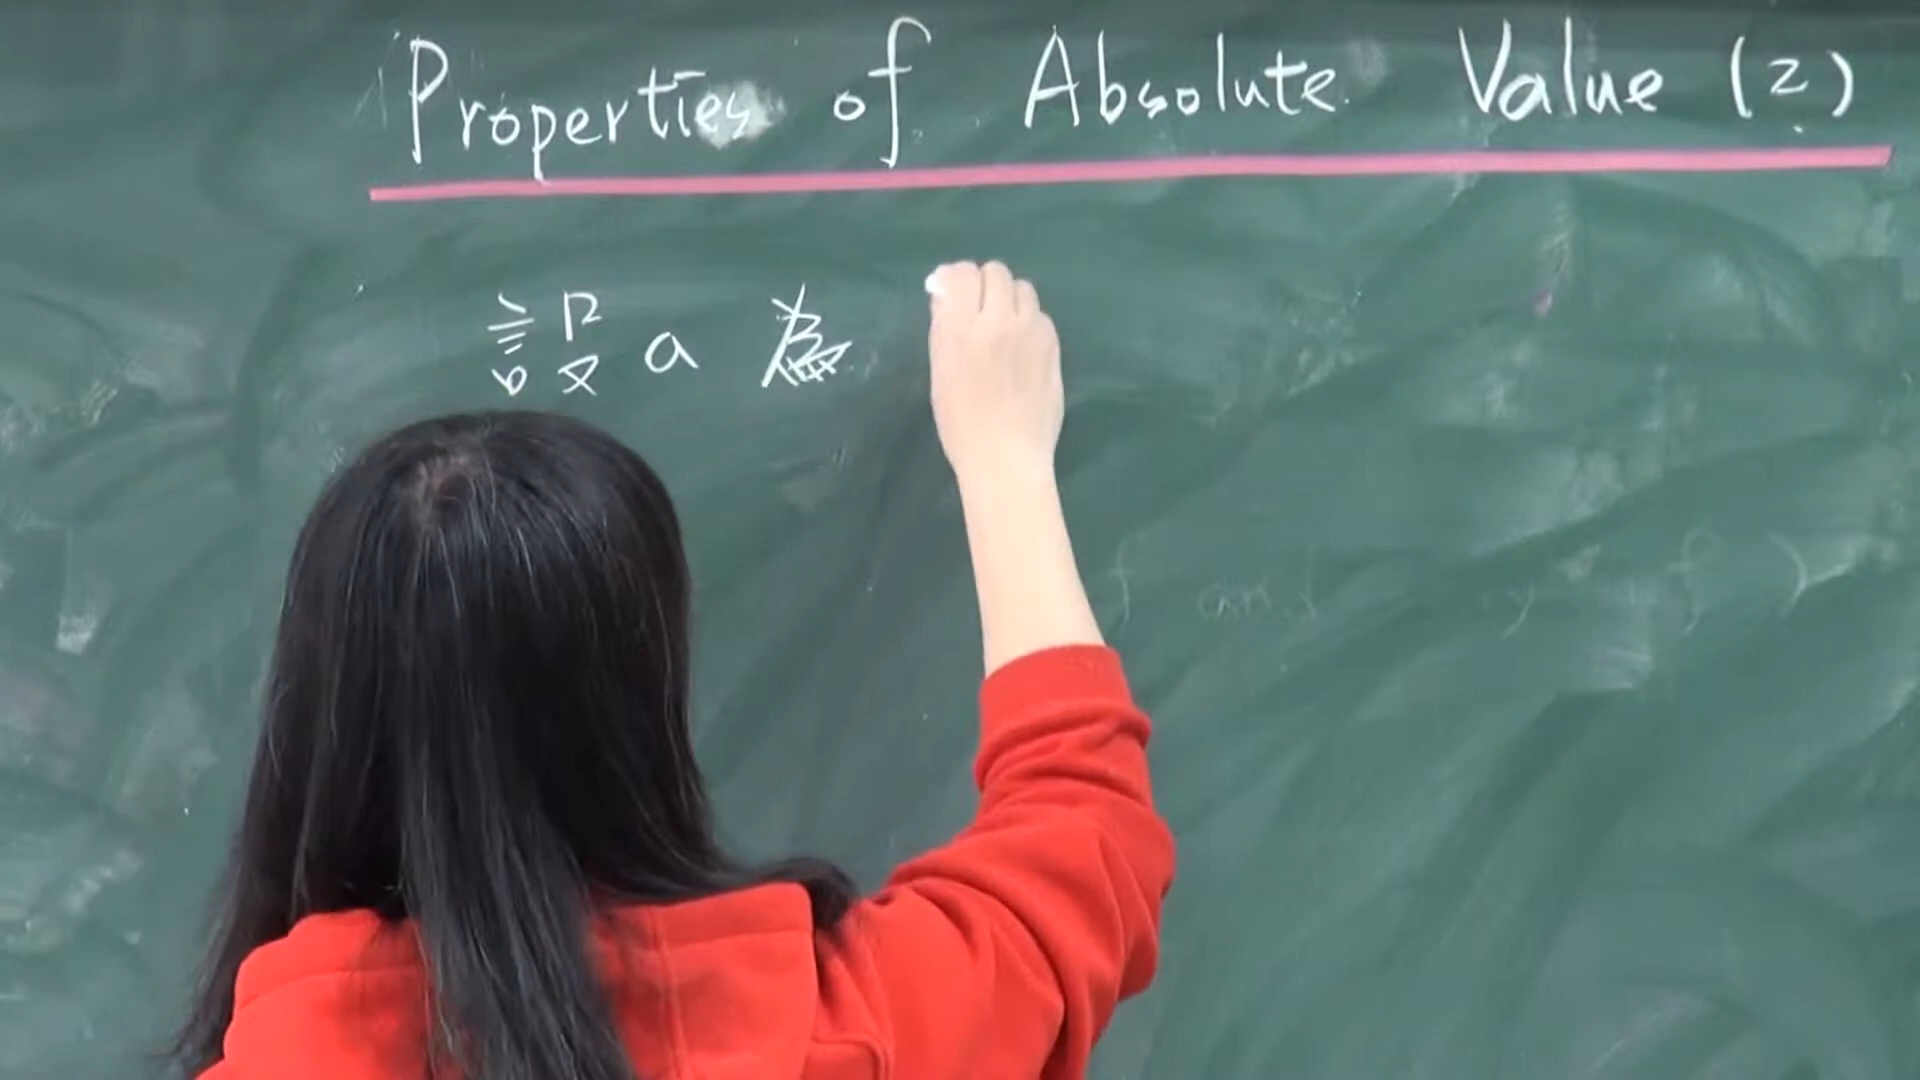 Properties of Absolute Value (2)
設 a 為